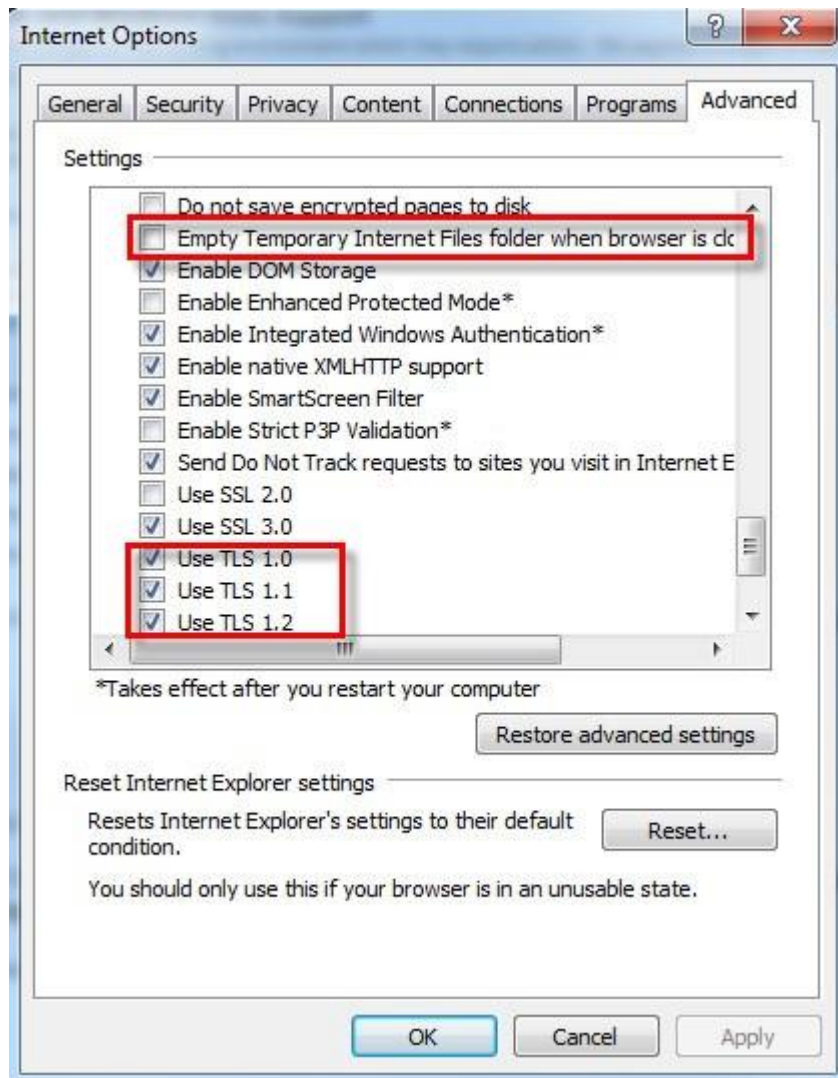 Internet Options
General Security Privacy Content Connections Programs Advanced
Settings
Do not save encrypted pages to disk
Empty Temporary Internet Files folder when browser is clc
Enable DOM Storage
Enable Enhanced Protected Mode*
Enable Integrated Windows Authentication*
Enable native XMLHTTP support
Enable SmartScreen Filter
Enable Strict P3P Validation*
Send Do Not Track requests to sites you visit in Internet E
Use SSL 2.0
Use SSL 3.0
Use TLS 1.0
Use TLS 1.1
Use TLS 1.2
*Takes effect after you restart your computer
Restore advanced settings
Reset Internet Explorer settings
Resets Internet Explorer's settings to their default
condition.
Reset...
You should only use this if your browser is in an unusable state.
OK Cancel Apply